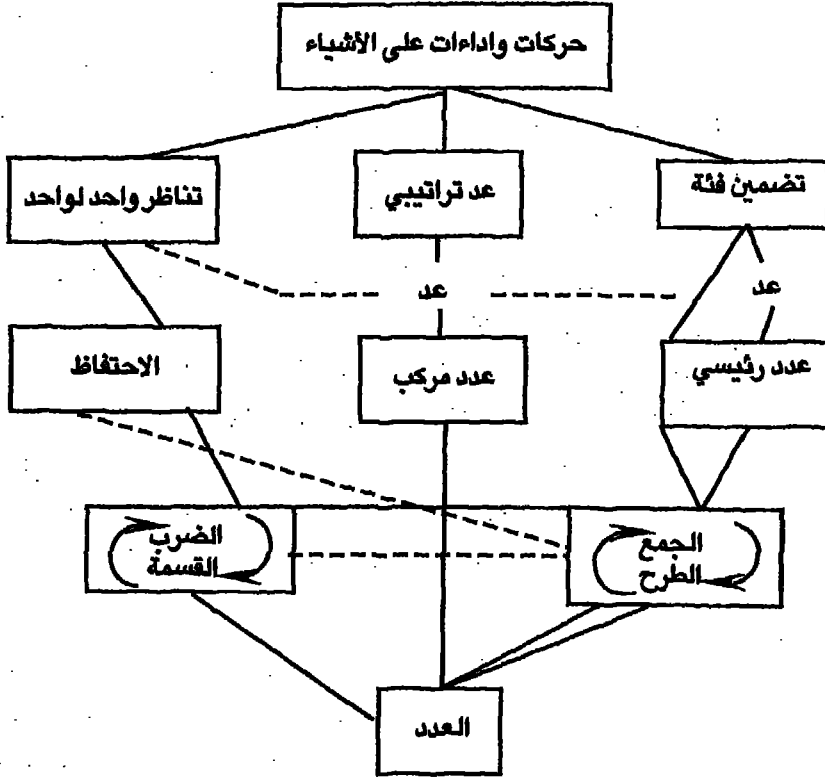 حركات واداءات على الأشياء
تضمين فئة
عد تراتيبي
تناظر واحد لواحد
عد
عد
عدد رئيسي
عدد مركب
الاحتفاظ
الجمع
الطرح
الضرب
القسمة
العدد